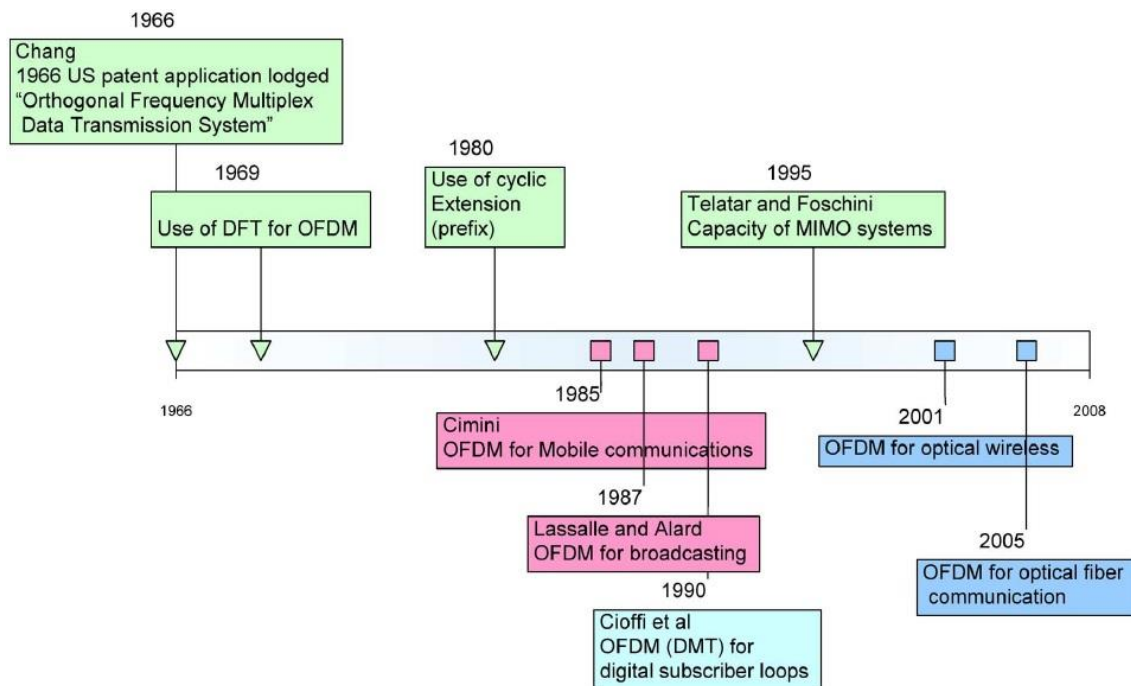 1966
Chang
1966 US patent application lodged
“Orthogonal Frequency Multiplex
Data Transmission System”
1969
Use of DFT for OFDM
1980
Use of cyclic
Extension
(prefix)
1995
Telatar and Foschini
Capacity of MIMO systems
1966
2008
1985
Cimini
OFDM for Mobile communications
1987
Lassalle and Alard
OFDM for broadcasting
1990
Cioffi et al
OFDM (DMT) for
digital subscriber loops
2001
OFDM for optical wireless
2005
OFDM for optical fiber
communication